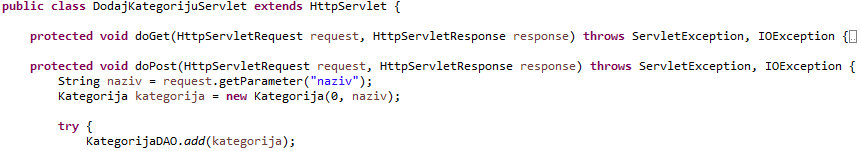 public class DodajKategorijuServlet extends HttpServlet {
protected void doGet(HttpServletRequest request, HttpServletResponse response) throws ServletException, IOException {
protected void doPost(HttpServletRequest request, HttpServletResponse response) throws ServletException, IOException {
String naziv = request.getParameter("naziv");
Kategorija kategorija = new Kategorija(0, naziv);
try {
KategorijaDAO.add(kategorija);